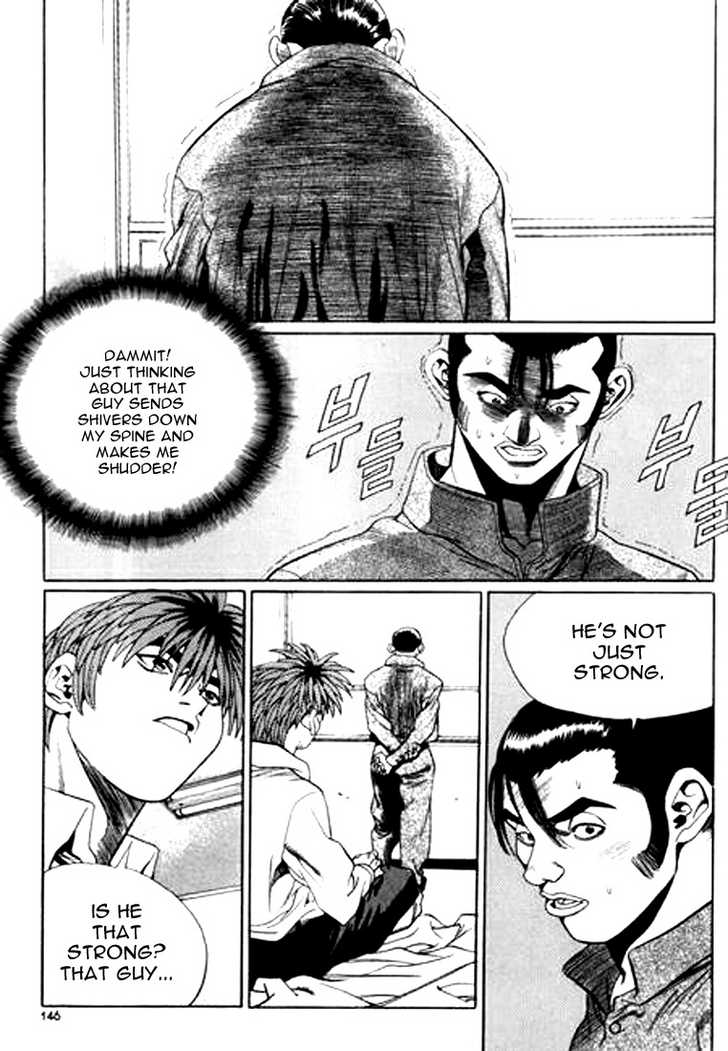 DAMMIT!
JUST THINKING
ABOUT THAT
GUY SENDS
SHIVERS DOWN
MY SPINE AND
MAKES ME
SHUDDER!
부들
부들
IS HE
THAT
STRONG?
THAT GUY...
HE'S NOT
JUST
STRONG.
146